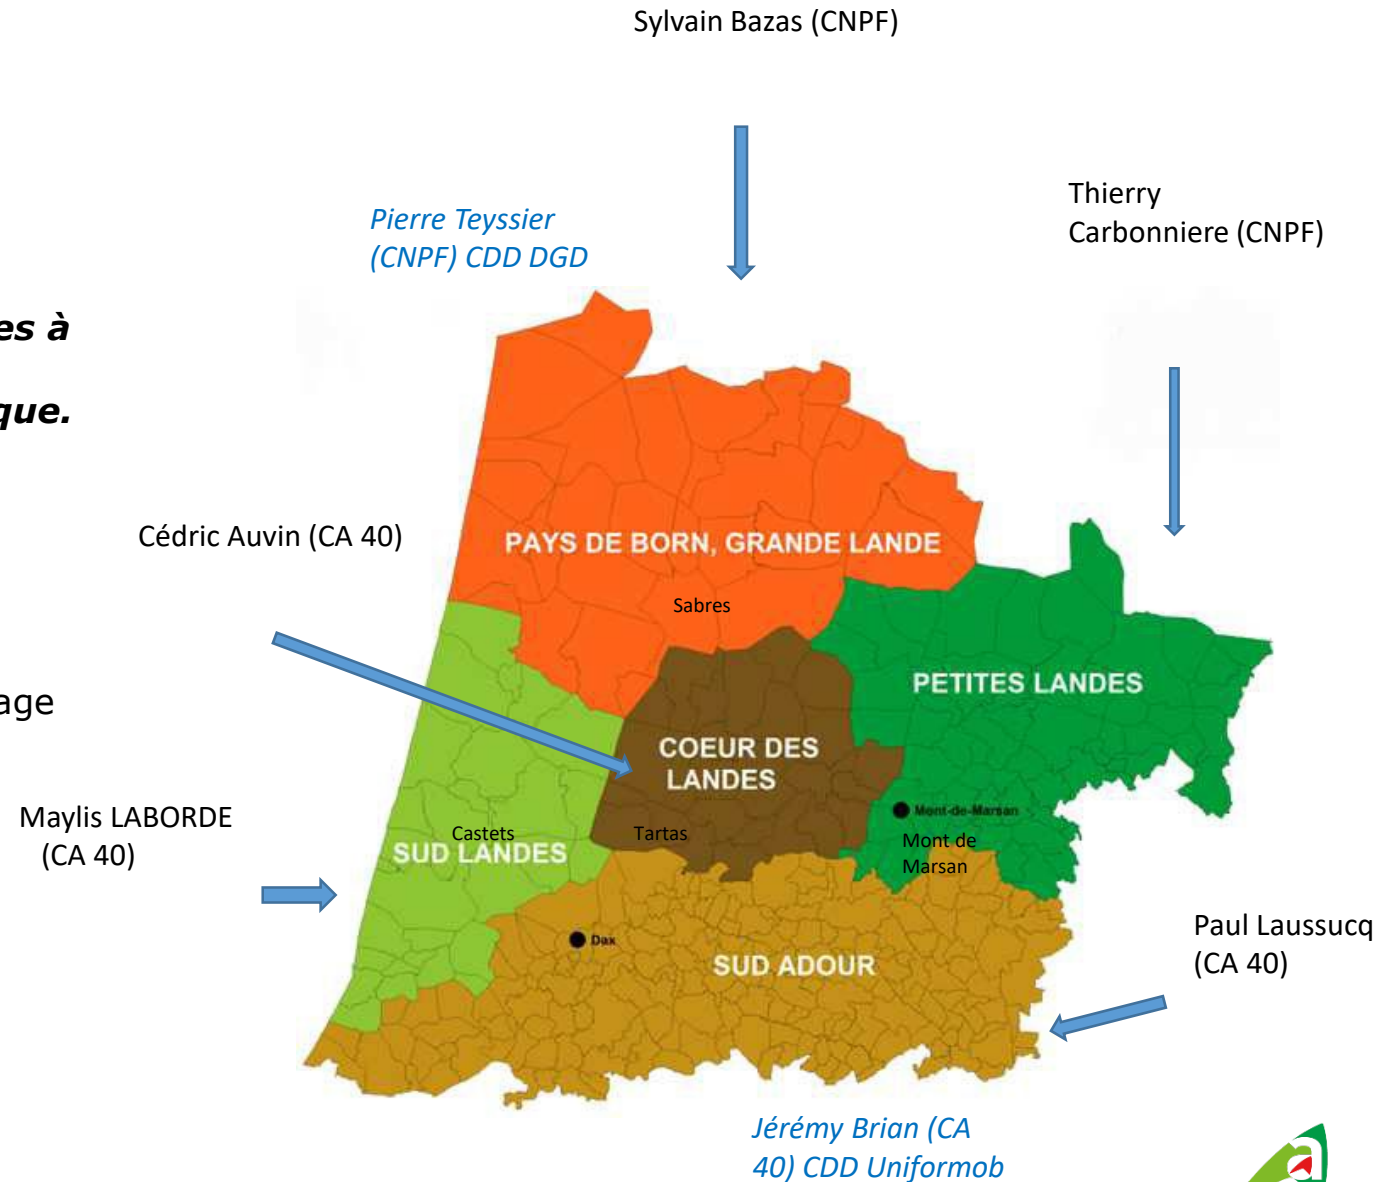 Sylvain Bazas (CNPF)
Thierry
Carbonniere (CNPF)
Pierre Teyssier
(CNPF) CDD DGD
es à
que.
Cédric Auvin (CA 40)
PAYS DE BORN, GRANDE LANDE
Sabres
PETITES LANDES
age
COEUR DES
LANDES
Maylis LABORDE
(CA 40)
Mont-de-Marsan
Castets
Tartas
Mont de
Marsan
SUD LANDES
Paul Laussucq
(CA 40)
Dax
SUD ADOUR
Jérémy Brian (CA
40) CDD Uniformob